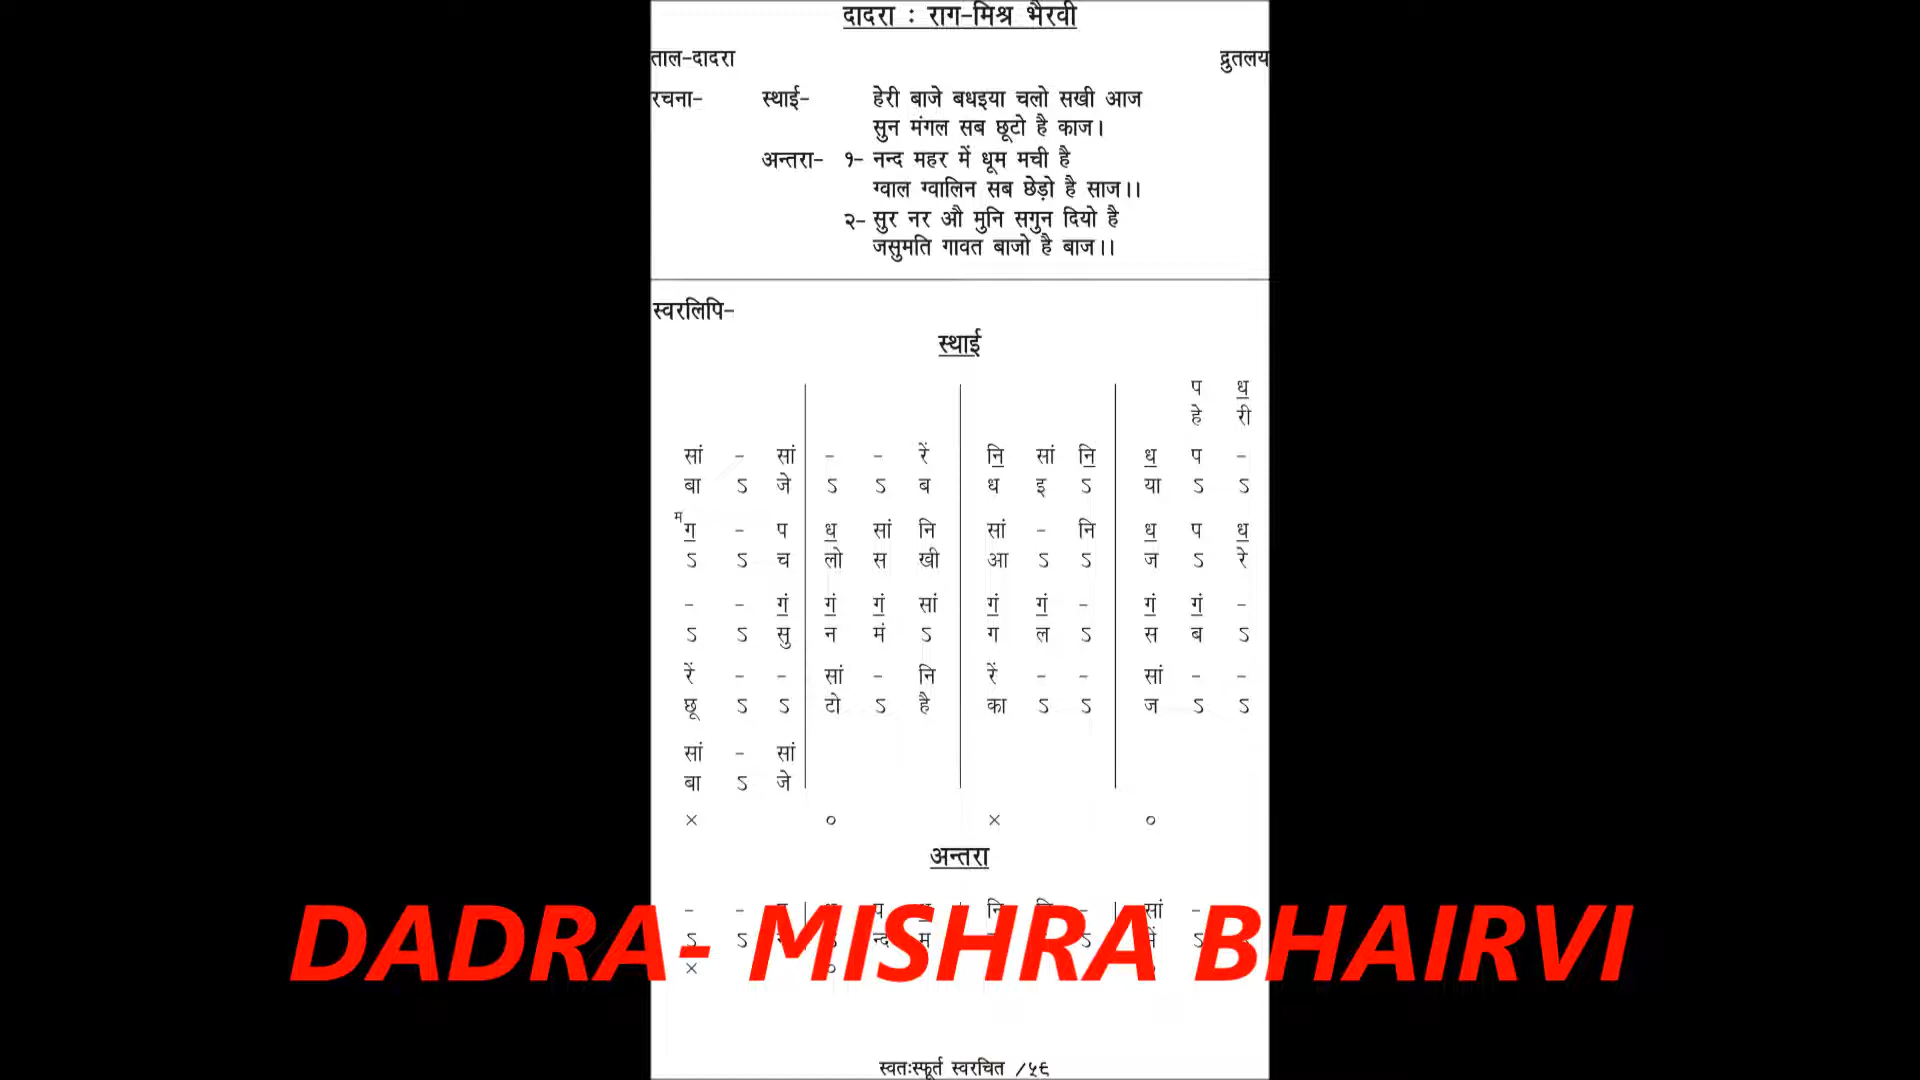 दादरा : राग-मिश्र भैरवी
ताल-दादरा द्रुतलय
रचना- स्थाई- हेरी बाजे बधइया चलो सखी आज
सुन मंगल सब छूटो है काज।
अन्तरा- १- नन्द महर में धूम मची है
ग्वाल ग्वालिन सब छेड़ो है साज।।
२- सुर नर औ मुनि सगुन दियो है
जसुमति गावत बाजो है बाज।।
स्वरलिपि-
स्थाई
प ध॒
हे री
सां - सां - - रें नि॒ सां नि॒ ध॒ प -
बा ऽ जे ऽ ऽ ब ध इ ऽ या ऽ ऽ
म
ग॒ - प ध॒ सां नि सां - नि ध॒ प ध॒
ऽ ऽ च लो स खी आ ऽ ऽ ज ऽ रे
- - गं॒ गं॒ गं॒ सां गं॒ गं॒ - गं॒ गं॒ -
ऽ ऽ सु न मं ऽ ग ल ऽ स ब ऽ
रें - - सां - नि रें - - सां - -
छू ऽ ऽ टो ऽ है का ऽ ऽ ज ऽ ऽ
सां - सां
बा ऽ जे
× ० × ०
अन्तरा
- - प नि - सां -
ऽ ऽ न्द म ऽ में ऽ
×
DADRA- MISHRA BHAIRVI
स्वतःस्फूर्त स्वरचित /५९